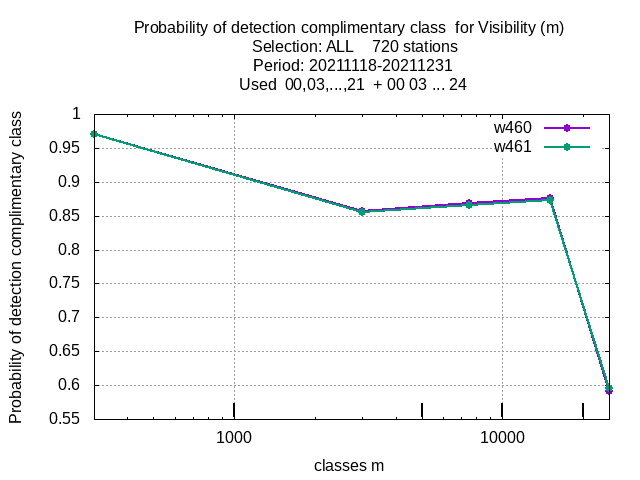 Probability of detection complimentary class  for Visibility (m)
Selection: ALL    720 stations
Period: 20211118-20211231
Used  00,03,...,21  + 00 03 ... 24
w460
w461
Probability of detection complimentary class
1
0.95
0.9
0.85
0.8
0.75
0.7
0.65
0.6
0.55
1000
10000
classes m